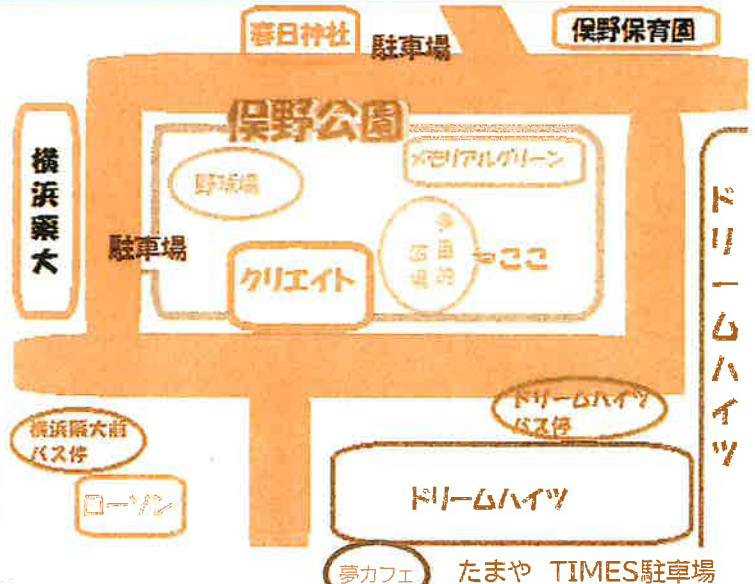 春日神社
駐車場
俣野保育園
俣野公園
横浜薬大
野球場
メモリアルグリーン
駐車場
クリエイト
多目的
広場
ここ
ドリームハイツ
ドリームハイツ
バス停
横浜薬大前
バス停
ローソン
ドリームハイツ
夢カフェ
たまや TIMES駐車場